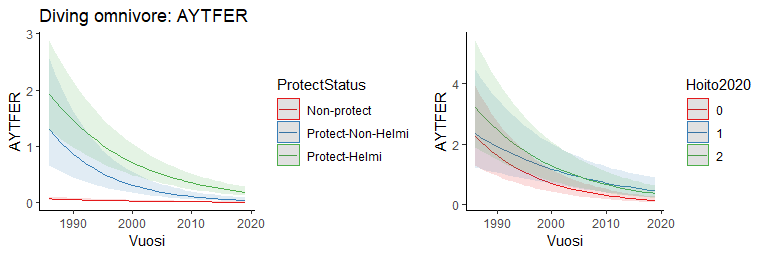 Diving omnivore: AYTFER
3
2
1
0
AYTFER
1990
2000
2010
2020
Vuosi
ProtectStatus
Non-protect
Protect-Non-Helmi
Protect-Helmi
4
2
0
AYTFER
1990
2000
2010
2020
Vuosi
Hoito2020
0
1
2